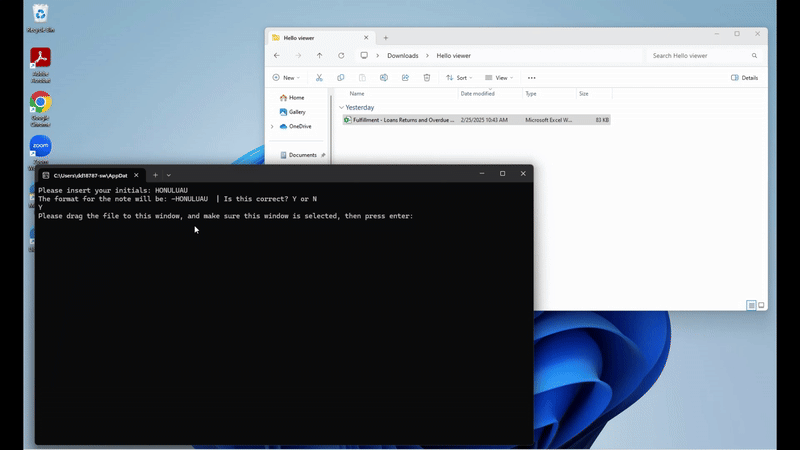 Recycle Bin
Adobe
Acrobat
Google
Chrome
Zoom
Hello viewer
Downloads > Hello viewer
Search Hello viewer
New
Sort
View
Details
Name Date modified Type Size
Home
Gallery
OneDrive
Documents
Yesterday
Fulfillment - Loans Returns and Overdue ... 2/25/2025 10:43 AM Microsoft Excel W... 83 KB
C:\Users\dd18787-sw\AppDat
Please insert your initials: HONULUAU
The format for the note will be: -HONULUAU | Is this correct? Y or N
Y
Please drag the file to this window, and make sure this window is selected, then press enter: